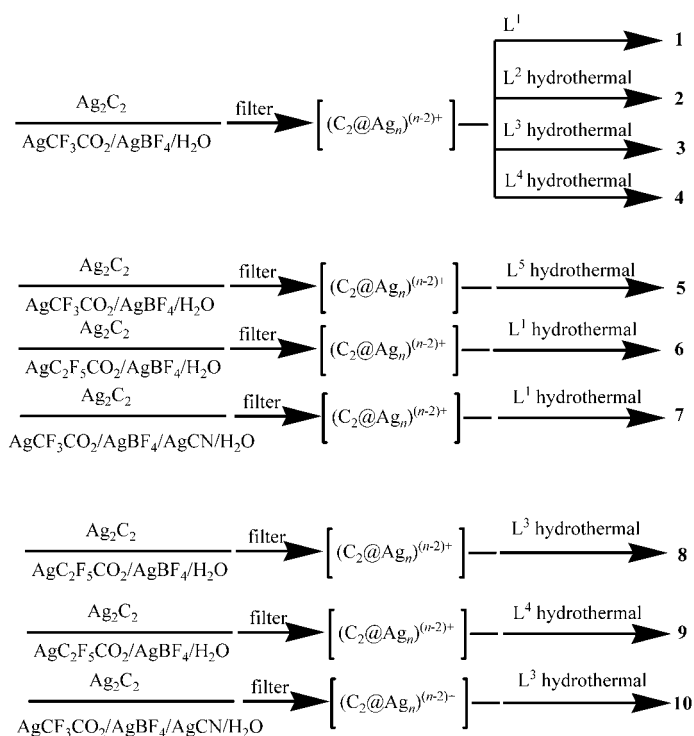 L¹ 1
Ag₂C₂ filter [(C₂@Agₙ)⁽ⁿ⁻²⁾⁺] L² hydrothermal 2
AgCF₃CO₂/AgBF₄/H₂O L³ hydrothermal 3
L⁴ hydrothermal 4
Ag₂C₂ filter [(C₂@Agₙ)⁽ⁿ⁻²⁾⁺] L⁵ hydrothermal 5
AgCF₃CO₂/AgBF₄/H₂O
Ag₂C₂ filter [(C₂@Agₙ)⁽ⁿ⁻²⁾⁺] L¹ hydrothermal 6
AgC₂F₅CO₂/AgBF₄/H₂O
Ag₂C₂ filter [(C₂@Agₙ)⁽ⁿ⁻²⁾⁺] L¹ hydrothermal 7
AgCF₃CO₂/AgBF₄/AgCN/H₂O
Ag₂C₂ filter [(C₂@Agₙ)⁽ⁿ⁻²⁾⁺] L³ hydrothermal 8
AgC₂F₅CO₂/AgBF₄/H₂O
Ag₂C₂ filter [(C₂@Agₙ)⁽ⁿ⁻²⁾⁺] L⁴ hydrothermal 9
AgC₂F₅CO₂/AgBF₄/H₂O
Ag₂C₂ filter [(C₂@Agₙ)⁽ⁿ⁻²⁾⁻] L³ hydrothermal 10
AgCF₃CO₂/AgBF₄/AgCN/H₂O